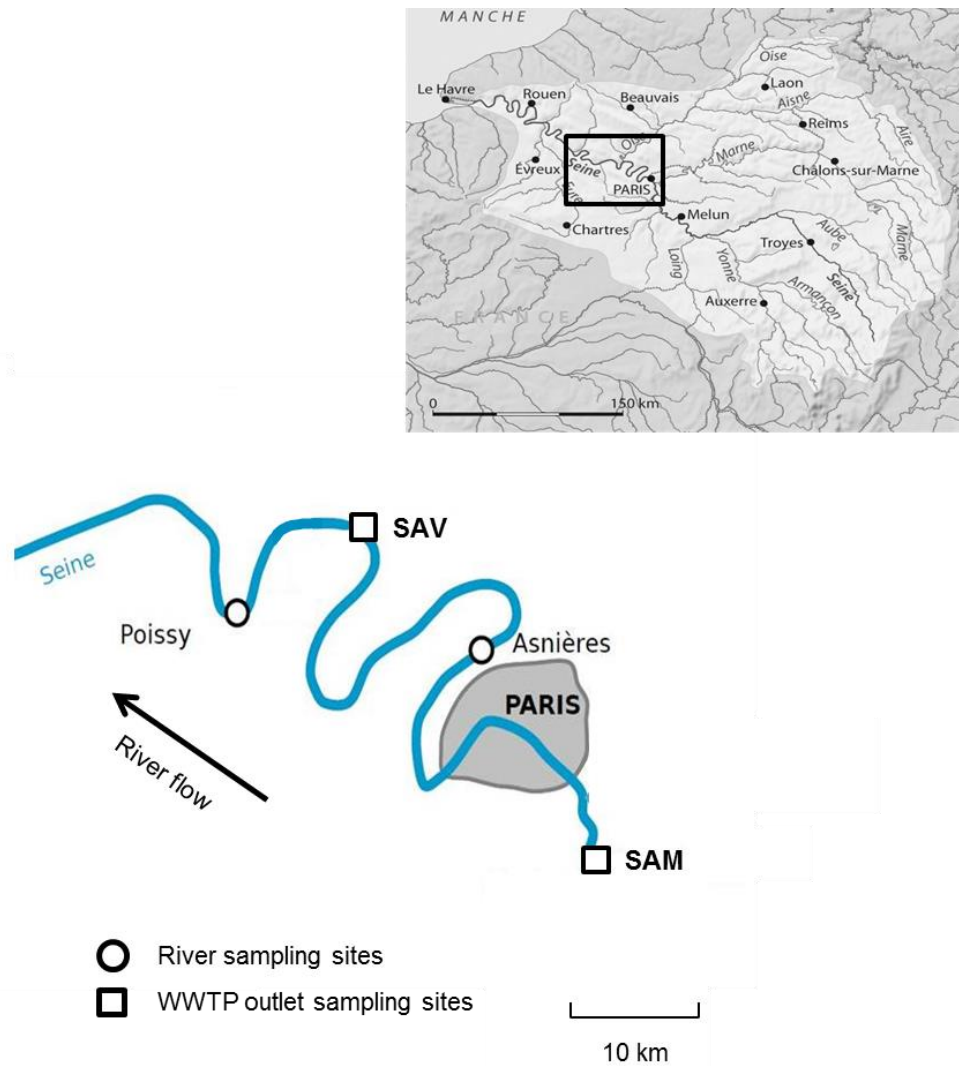 MANCHE
Oise
Le Havre
Rouen
Beauvais
Laon
Aisne
Reims
Aire
Évreux
Seine
Oise
Marne
Châlons-sur-Marne
PARIS
Eure
Melun
Chartres
Troyes
Aube
Marne
Loing
Yonne
Seine
Armançon
Auxerre
FRANCE
0
150 km
SAV
Seine
Poissy
Asnières
PARIS
River flow
SAM
River sampling sites
WWTP outlet sampling sites
10 km